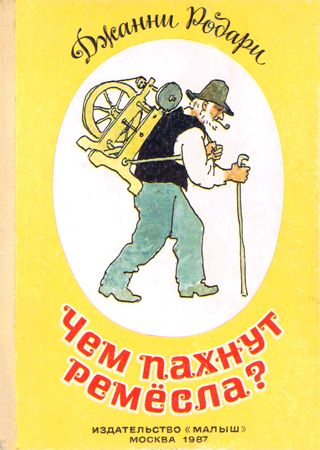 Джанни Родари
Чем пахнут
ремёсла?
ИЗДАТЕЛЬСТВО «МАЛЫШ»
МОСКВА 1987